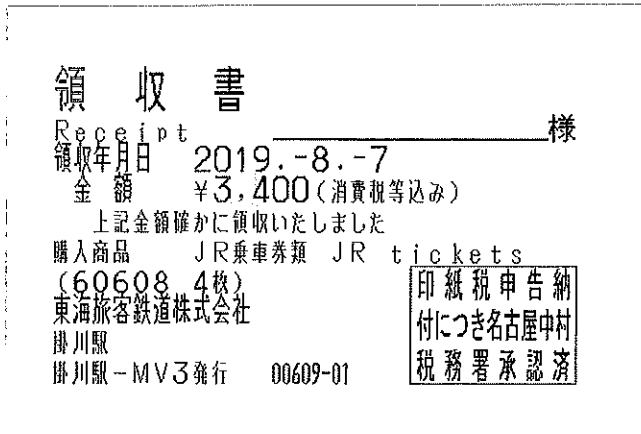 領収書
Receipt 様
領収年月日 2019.-8.-7
金額 ¥3,400(消費税等込み)
上記金額確かに領収いたしました
購入商品 JR乗車券類 JR tickets
(60608 4枚)
東海旅客鉄道株式会社
掛川駅
掛川駅-MV3発行 00609-01
印紙税申告納
付につき名古屋中村
税務署承認済